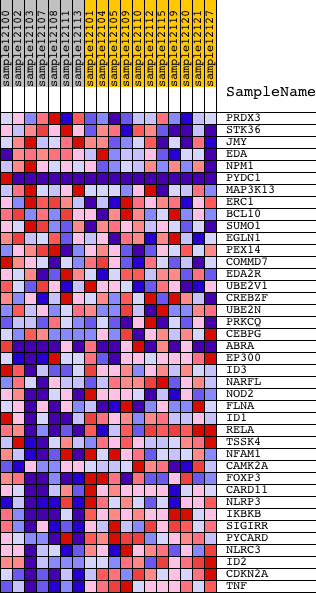 sample12100
sample12102
sample12103
sample12107
sample12108
sample12111
sample12113
sample12101
sample12104
sample12105
sample12109
sample12110
sample12112
sample12115
sample12119
sample12120
sample12121
sample12127
SampleName
PRDX3
STK36
JMY
EDA
NPM1
PYDC1
MAP3K13
ERC1
BCL10
SUMO1
EGLN1
PEX14
COMMD7
EDA2R
UBE2V1
CREBZF
UBE2N
PRKCQ
CEBPG
ABRA
EP300
ID3
NARFL
NOD2
FLNA
ID1
RELA
TSSK4
NFAM1
CAMK2A
FOXP3
CARD11
NLRP3
IKBKB
SIGIRR
PYCARD
NLRC3
ID2
CDKN2A
TNF